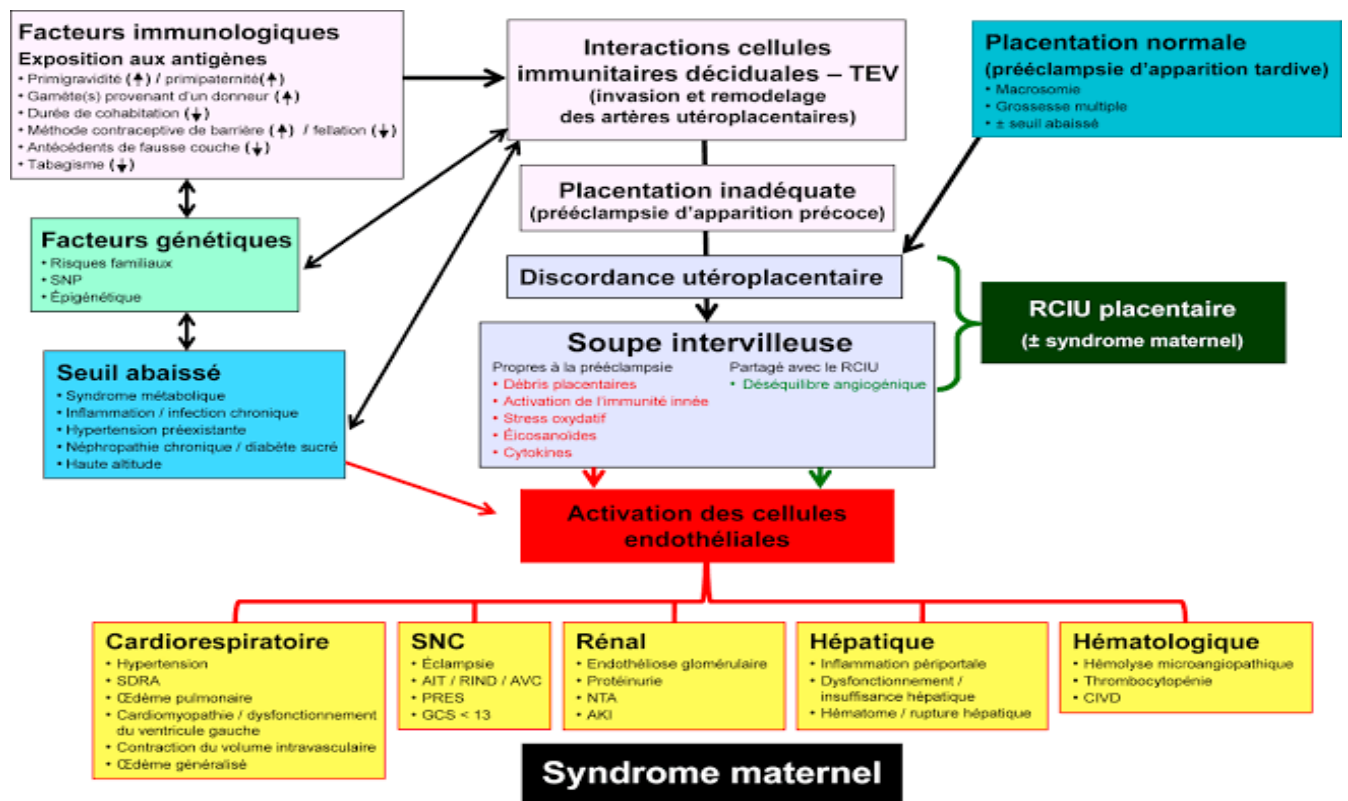 Facteurs immunologiques
Exposition aux antigènes
• Primigravidité (↑) / primipaternité(↑)
• Gamète(s) provenant d'un donneur (↑)
• Durée de cohabitation (↓)
• Méthode contraceptive de barrière (↑) / fellation (↓)
• Antécédents de fausse couche (↓)
• Tabagisme (↓)
Interactions cellules
immunitaires déciduales – TEV
(invasion et remodelage
des artères utéroplacentaires)
Placentation normale
(prééclampsie d'apparition tardive)
• Macrosomie
• Grossesse multiple
• ± seuil abaissé
Placentation inadéquate
(prééclampsie d'apparition précoce)
Facteurs génétiques
• Risques familiaux
• SNP
• Épigénétique
Discordance utéroplacentaire
RCIU placentaire
(± syndrome maternel)
Soupe intervilleuse
Propres à la prééclampsie
• Débris placentaires
• Activation de l'immunité innée
• Stress oxydatif
• Éicosanoïdes
• Cytokines
Partagé avec le RCIU
• Déséquilibre angiogénique
Seuil abaissé
• Syndrome métabolique
• Inflammation / infection chronique
• Hypertension préexistante
• Néphropathie chronique / diabète sucré
• Haute altitude
Activation des cellules
endothéliales
Cardiorespiratoire
• Hypertension
• SDRA
• Œdème pulmonaire
• Cardiomyopathie / dysfonctionnement
du ventricule gauche
• Contraction du volume intravasculaire
• Œdème généralisé
SNC
• Éclampsie
• AIT / RIND / AVC
• PRES
• GCS < 13
Rénal
• Endothéliose glomérulaire
• Protéinurie
• NTA
• AKI
Hépatique
• Inflammation périportale
• Dysfonctionnement /
insuffisance hépatique
• Hématome / rupture hépatique
Hématologique
• Hémolyse microangiopathique
• Thrombocytopénie
• CIVD
Syndrome maternel